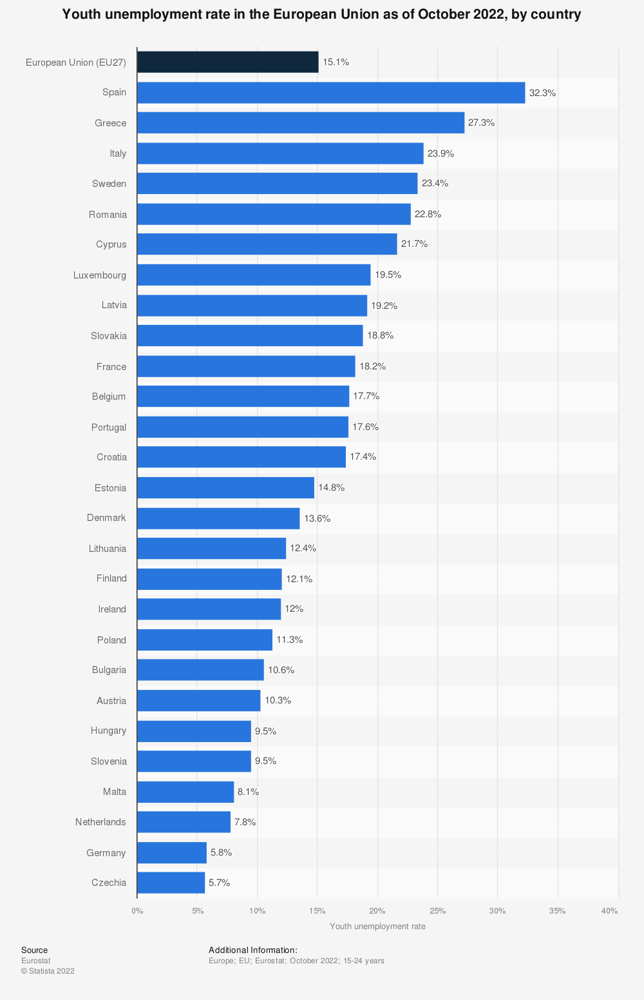 Youth unemployment rate in the European Union as of October 2022, by country
European Union (EU27) 15.1%
Spain 32.3%
Greece 27.3%
Italy 23.9%
Sweden 23.4%
Romania 22.8%
Cyprus 21.7%
Luxembourg 19.5%
Latvia 19.2%
Slovakia 18.8%
France 18.2%
Belgium 17.7%
Portugal 17.6%
Croatia 17.4%
Estonia 14.8%
Denmark 13.6%
Lithuania 12.4%
Finland 12.1%
Ireland 12%
Poland 11.3%
Bulgaria 10.6%
Austria 10.3%
Hungary 9.5%
Slovenia 9.5%
Malta 8.1%
Netherlands 7.8%
Germany 5.8%
Czechia 5.7%
0% 5% 10% 15% 20% 25% 30% 35% 40%
Youth unemployment rate
Source
Eurostat
© Statista 2022
Additional Information:
Europe; EU; Eurostat; October 2022; 15-24 years